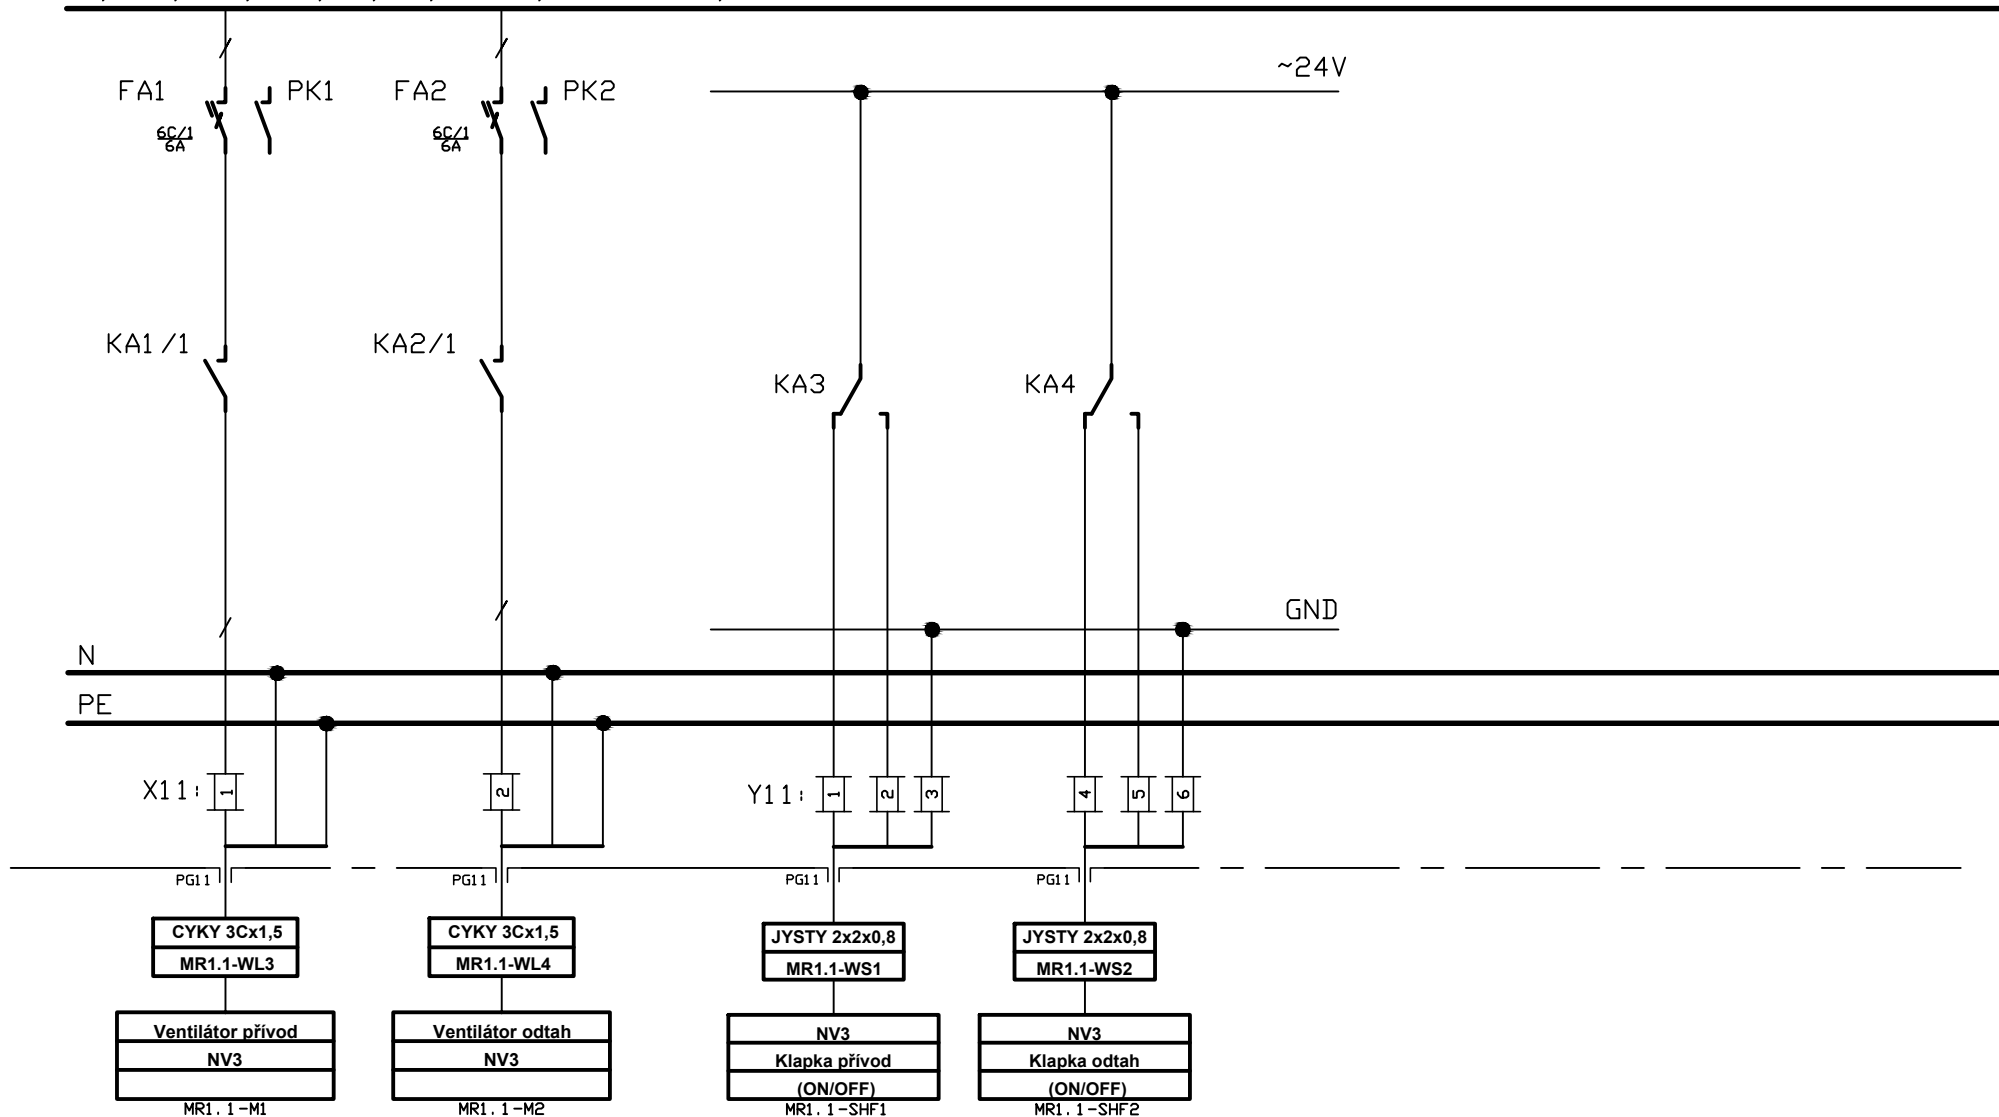 ~24V
FA1 PK1 FA2 PK2
6C/1 6C/1
6A 6A
KA1/1 KA2/1
KA3 KA4
GND
N
PE
X11: 1 2 Y11: 1 2 3 4 5 6
PG11 PG11 PG11 PG11
CYKY 3Cx1,5 CYKY 3Cx1,5 JYSTY 2x2x0,8 JYSTY 2x2x0,8
MR1.1-WL3 MR1.1-WL4 MR1.1-WS1 MR1.1-WS2
Ventilátor přívod Ventilátor odtah NV3 NV3
NV3 NV3 Klapka přívod Klapka odtah
(ON/OFF) (ON/OFF)
MR1.1-M1 MR1.1-M2 MR1.1-SHF1 MR1.1-SHF2